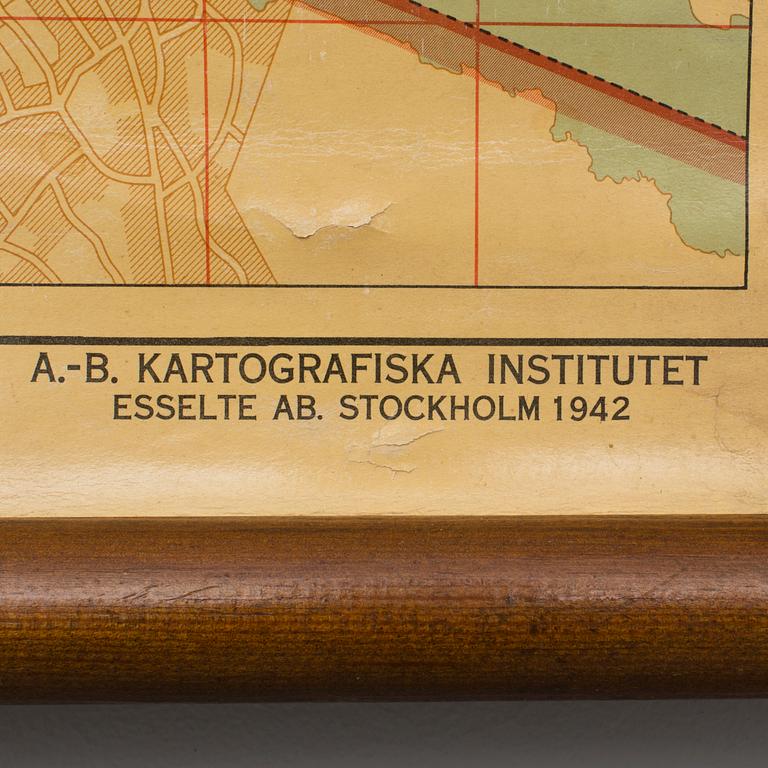 A.-B. KARTOGRAFISKA INSTITUTET
ESSELTE AB. STOCKHOLM 1942